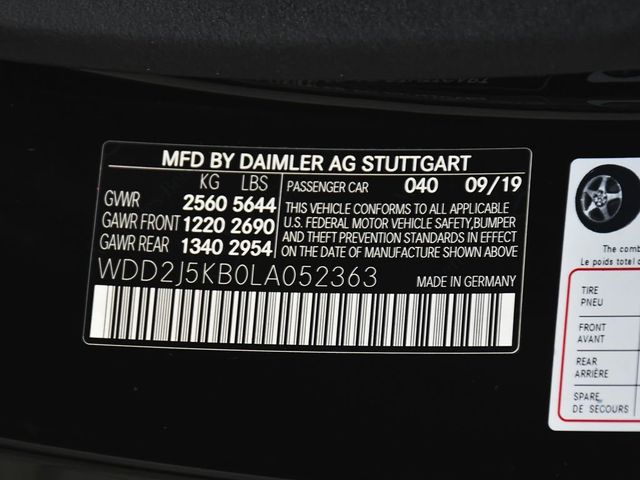 MFD BY DAIMLER AG STUTTGART
KG LBS
GVWR 2560 5644
GAWR FRONT 1220 2690
GAWR REAR 1340 2954
PASSENGER CAR 040 09/19
THIS VEHICLE CONFORMS TO ALL APPLICABLE
U.S. FEDERAL MOTOR VEHICLE SAFETY,BUMPER
AND THEFT PREVENTION STANDARDS IN EFFECT
ON THE DATE OF MANUFACTURE SHOWN ABOVE
WDD2J5KB0LA052363
MADE IN GERMANY
The com
Le poids total
TIRE
PNEU
FRONT
AVANT
REAR
ARRIÈRE
SPARE
DE SECOURS